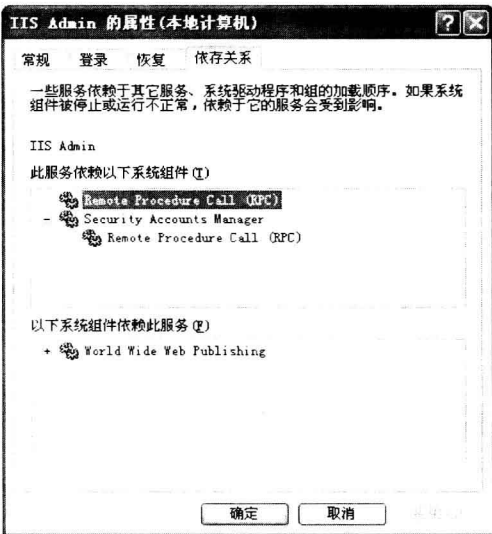 IIS Admin 的属性(本地计算机)
常规 登录 恢复 依存关系
一些服务依赖于其它服务、系统驱动程序和组的加载顺序。如果系统
组件被停止或运行不正常，依赖于它的服务会受到影响。
IIS Admin
此服务依赖以下系统组件(I)
Remote Procedure Call (RPC)
- Security Accounts Manager
Remote Procedure Call (RPC)
以下系统组件依赖此服务(P)
+ World Wide Web Publishing
确定 取消